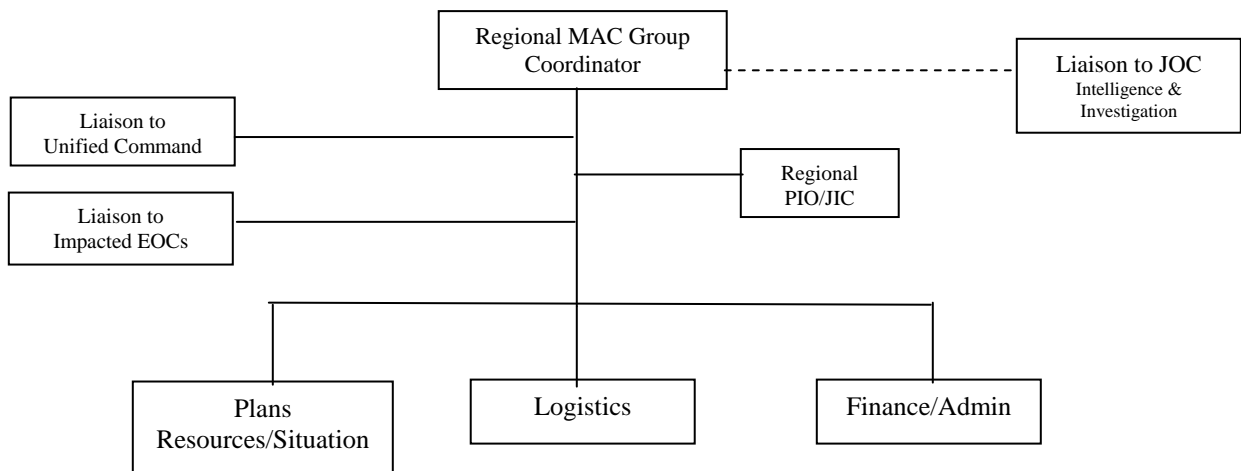 Regional MAC Group
Coordinator
Liaison to JOC
Intelligence &
Investigation
Liaison to
Unified Command
Regional
PIO/JIC
Liaison to
Impacted EOCs
Plans
Resources/Situation
Logistics
Finance/Admin